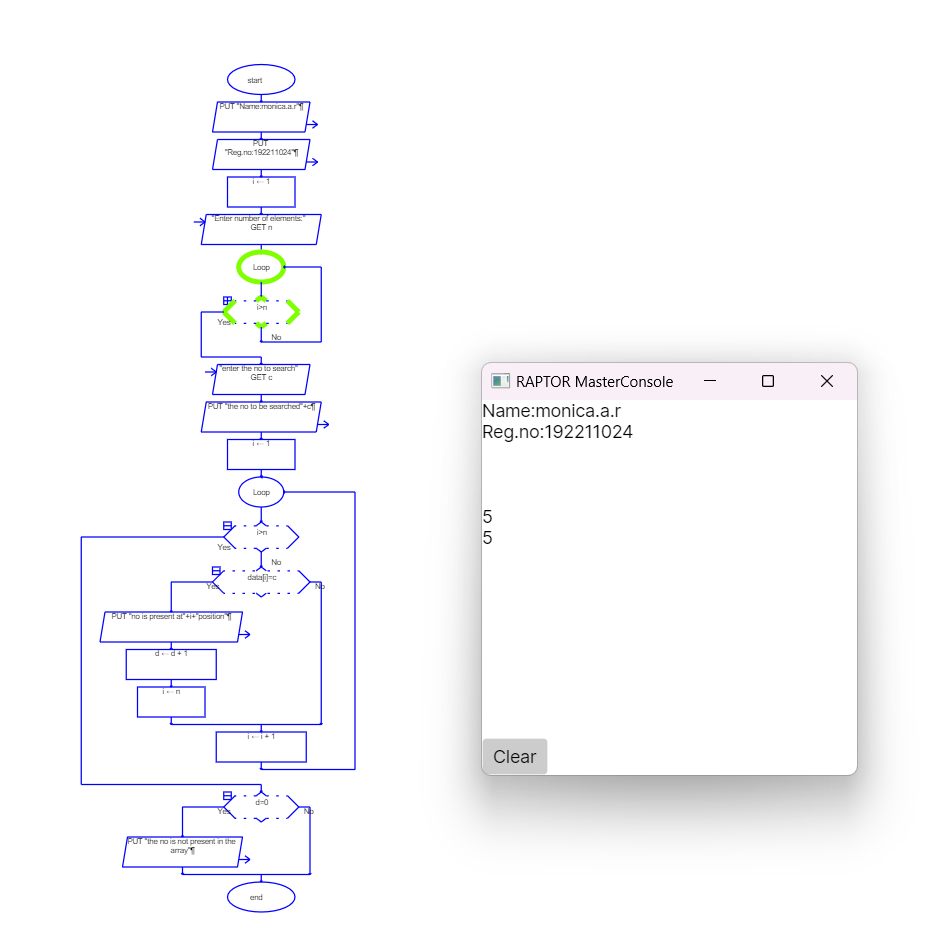 start
PUT "Name:monica.a.r"¶
PUT
"Reg.no:192211024"¶
i ← 1
"Enter number of elements:"
GET n
Loop
i>n
Yes
No
"enter the no to search"
GET c
PUT "the no to be searched"+c¶
i ← 1
Loop
i>n
Yes
No
data[i]=c
Yes
No
PUT "no is present at"+i+"position"¶
d ← d + 1
i ← n
i ← i + 1
d=0
Yes
No
PUT "the no is not present in the
array"¶
end
RAPTOR MasterConsole
Name:monica.a.r
Reg.no:192211024
5
5
Clear